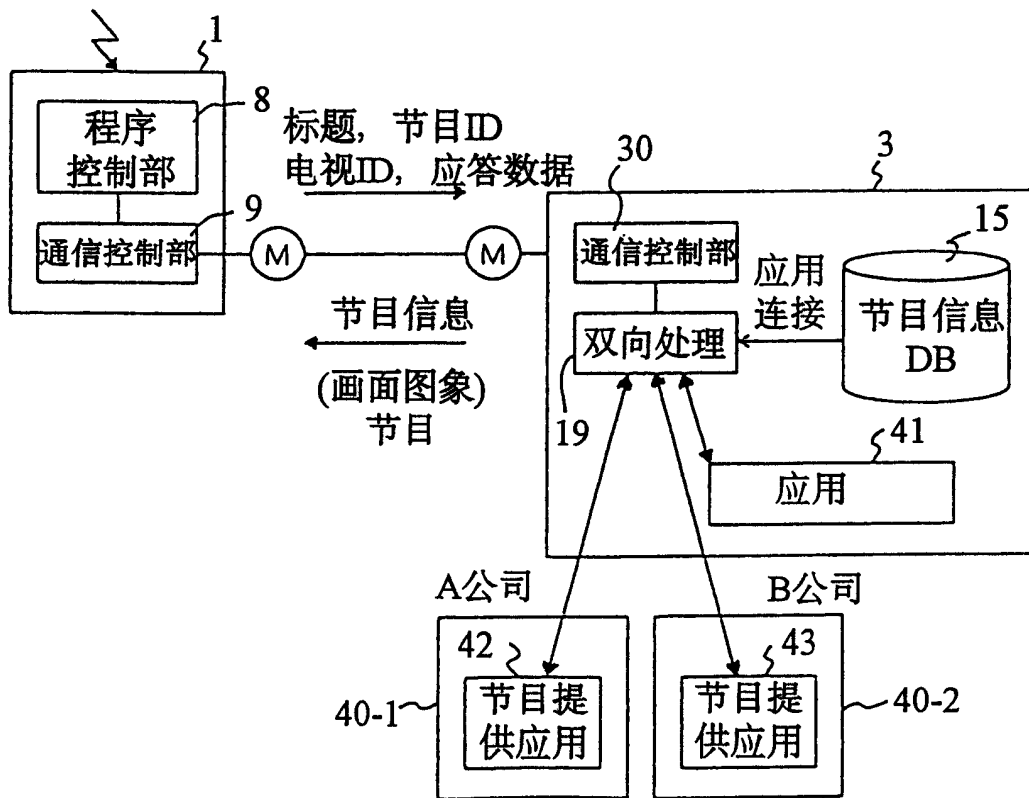 1
8
程序
控制部
标题, 节目ID
电视ID, 应答数据
9
通信控制部
M
M
节目信息
(画面图象)
节目
3
30
通信控制部
15
应用
连接
节目信息
DB
双向处理
19
41
应用
A公司
B公司
42
节目提
供应用
40-1
43
节目提
供应用
40-2